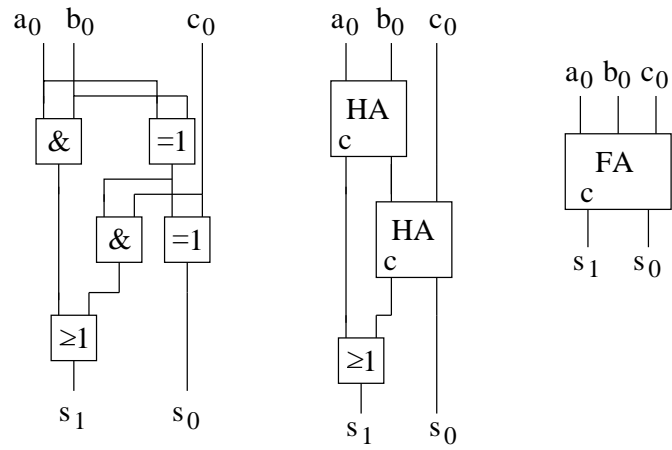 a₀ b₀ c₀
& =1
& =1
≥1
s₁ s₀
a₀ b₀ c₀
HA
c
HA
c
≥1
s₁ s₀
a₀ b₀ c₀
FA
c
s₁ s₀